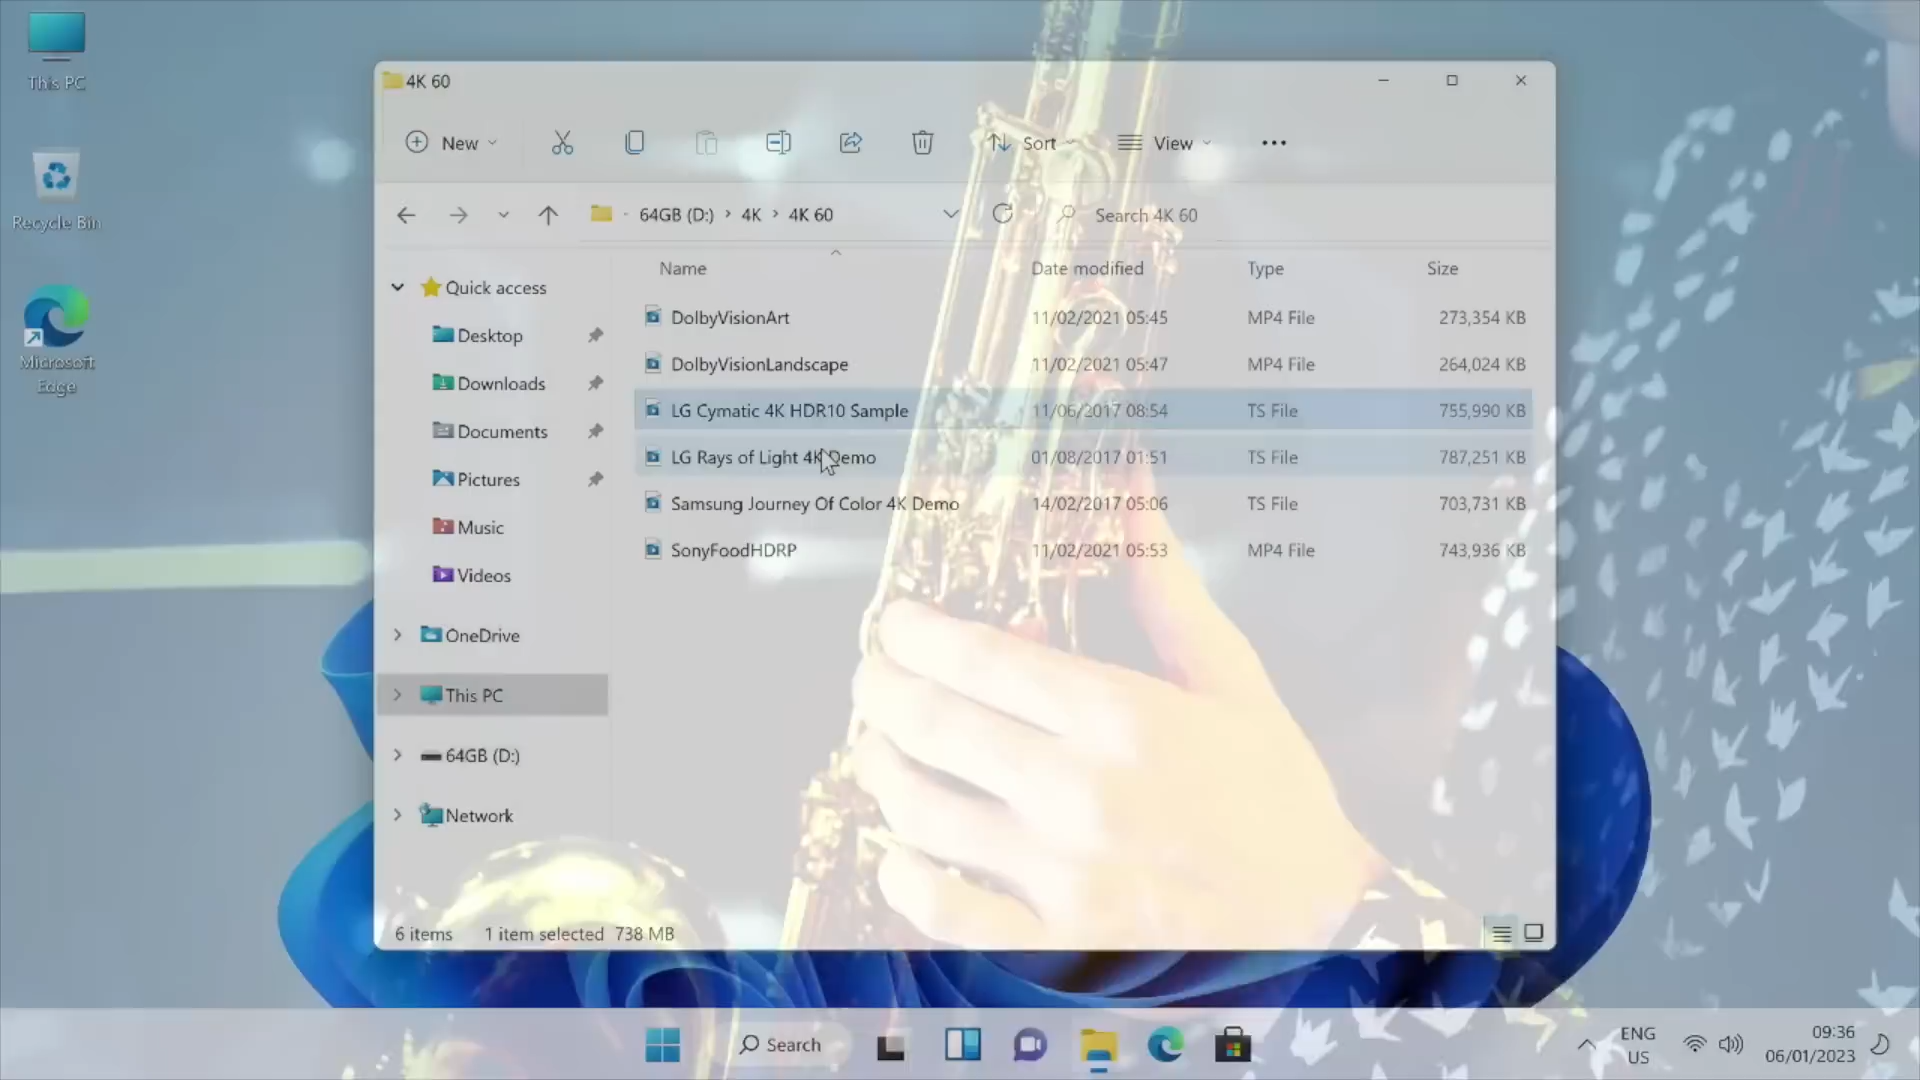 This PC
Recycle Bin
Microsoft
Edge
4K 60
New
Sort
View
64GB (D:) > 4K > 4K 60
Search 4K 60
Name Date modified Type Size
Quick access
Desktop
Downloads
Documents
Pictures
Music
Videos
OneDrive
This PC
64GB (D:)
Network
DolbyVisionArt 11/02/2021 05:45 MP4 File 273,354 KB
DolbyVisionLandscape 11/02/2021 05:47 MP4 File 264,024 KB
LG Cymatic 4K HDR10 Sample 11/06/2017 08:54 TS File 755,990 KB
LG Rays of Light 4K Demo 01/08/2017 01:51 TS File 787,251 KB
Samsung Journey Of Color 4K Demo 14/02/2017 05:06 TS File 703,731 KB
SonyFoodHDRP 11/02/2021 05:53 MP4 File 743,936 KB
6 items 1 item selected 738 MB
Search
ENG
US
09:36
06/01/2023